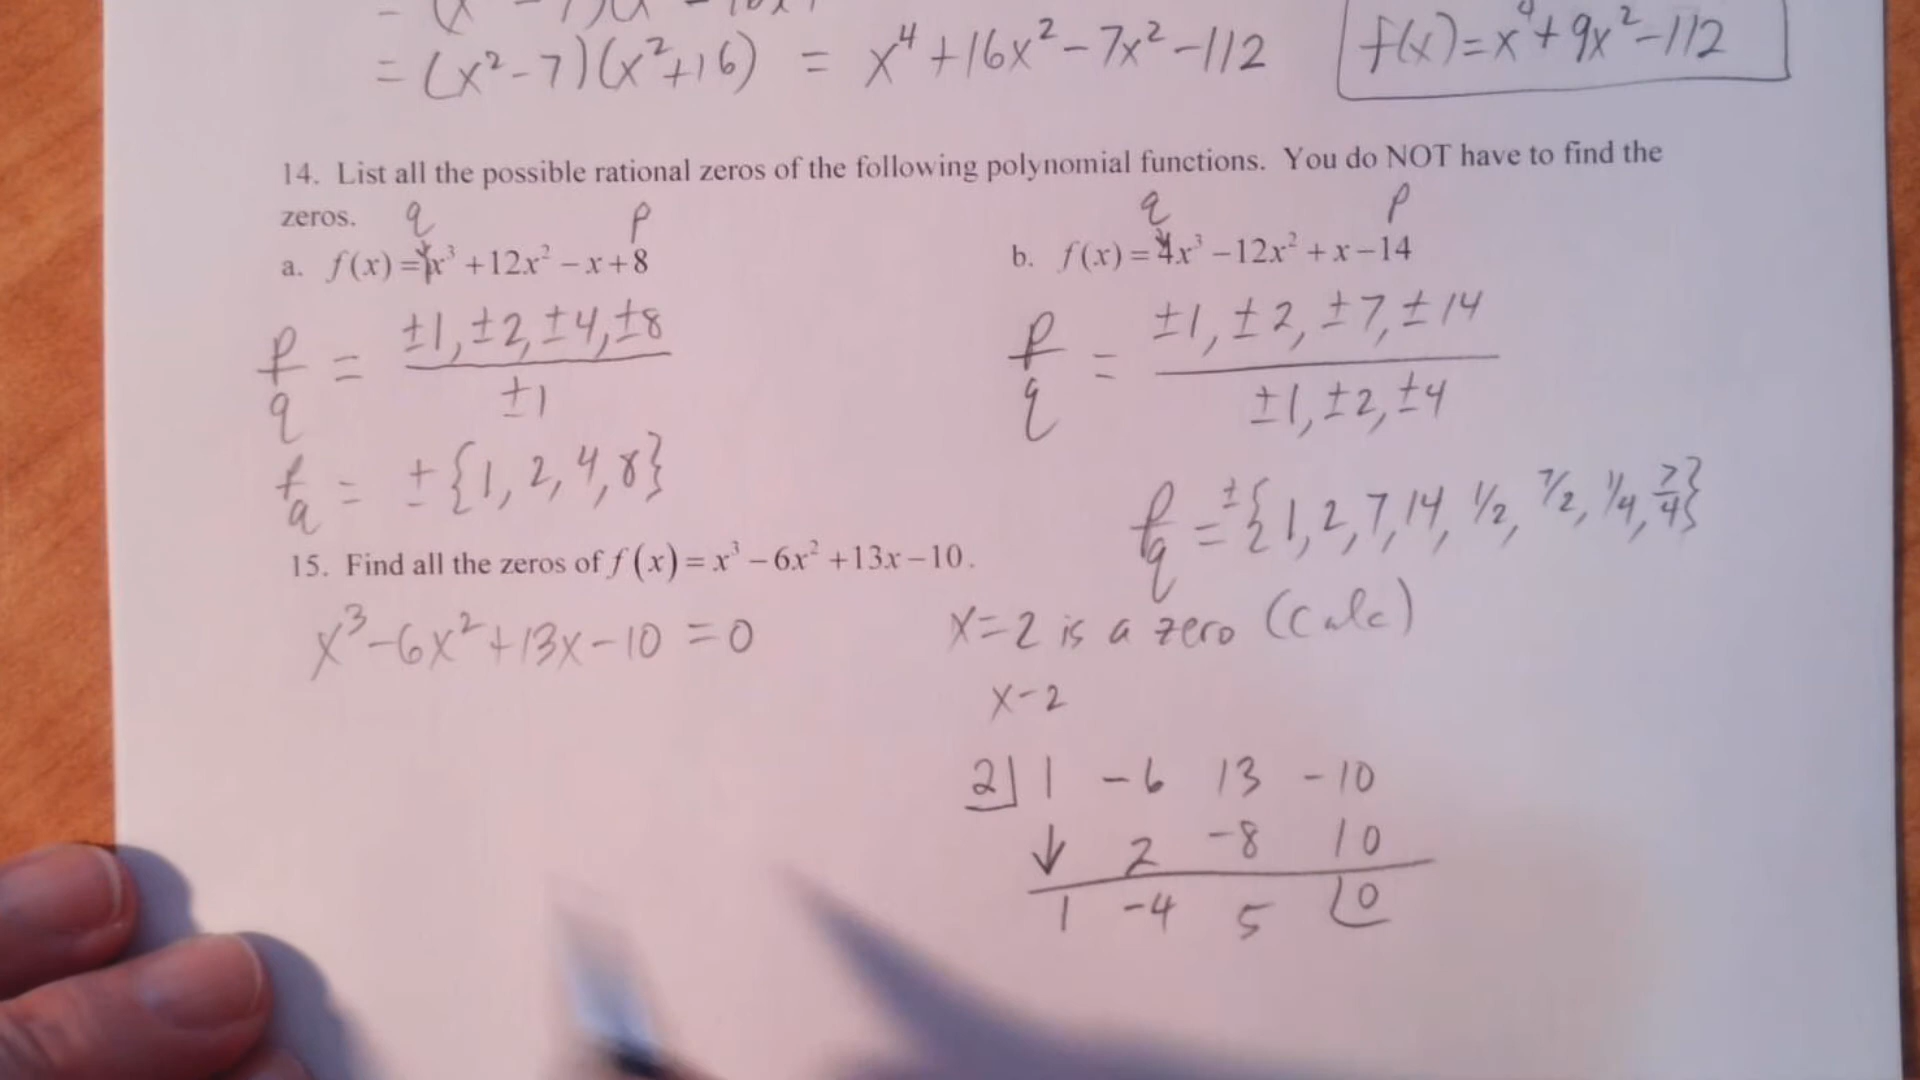 = (x²-7)(x²+16) = x⁴+16x²-7x²-112
f(x)=x⁴+9x²-112
14. List all the possible rational zeros of the following polynomial functions. You do NOT have to find the
zeros.
q p
a. f(x)=1x³+12x²-x+8
p/q = ±1, ±2, ±4, ±8 / ±1
p/q = ±{1, 2, 4, 8}
q p
b. f(x)=4x³-12x²+x-14
p/q = ±1, ±2, ±7, ±14 / ±1, ±2, ±4
p/q = ±{1, 2, 7, 14, 1/2, 7/2, 1/4, 7/4}
15. Find all the zeros of f(x)=x³-6x²+13x-10.
x³-6x²+13x-10=0
x=2 is a zero (calc)
x-2
2| 1 -6 13 -10
↓ 2 -8 10
1 -4 5 |0